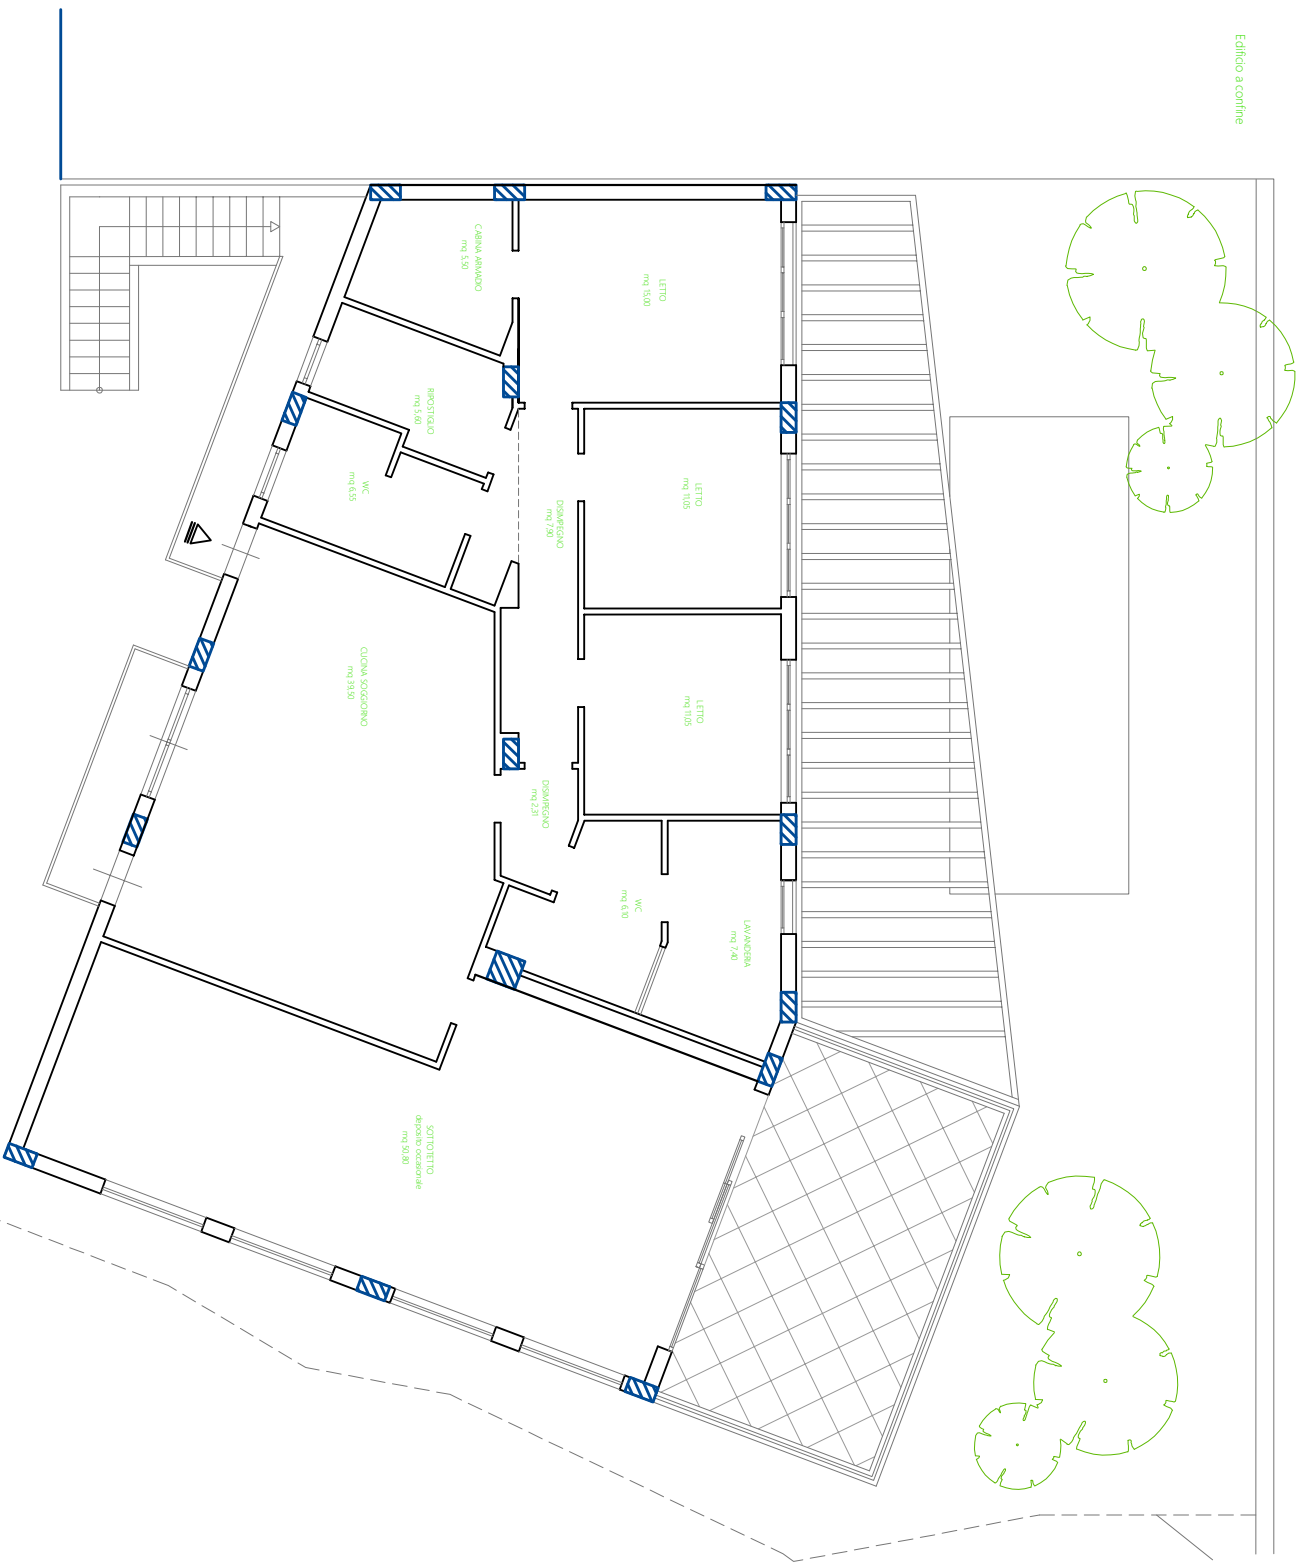 Edificio a confine
CABINA ARMADIO
mq 5,50
LETTO
mq 15,00
RIPOSTIGLIO
mq 5,60
WC
mq 6,55
DISIMPEGNO
mq 7,90
LETTO
mq 11,05
CUCINA SOGGIORNO
mq 39,50
LETTO
mq 11,05
DISIMPEGNO
mq 2,31
WC
mq 6,10
LAVANDERIA
mq 7,40
SOTTOTETTO
deposito occasionale
mq 50,80